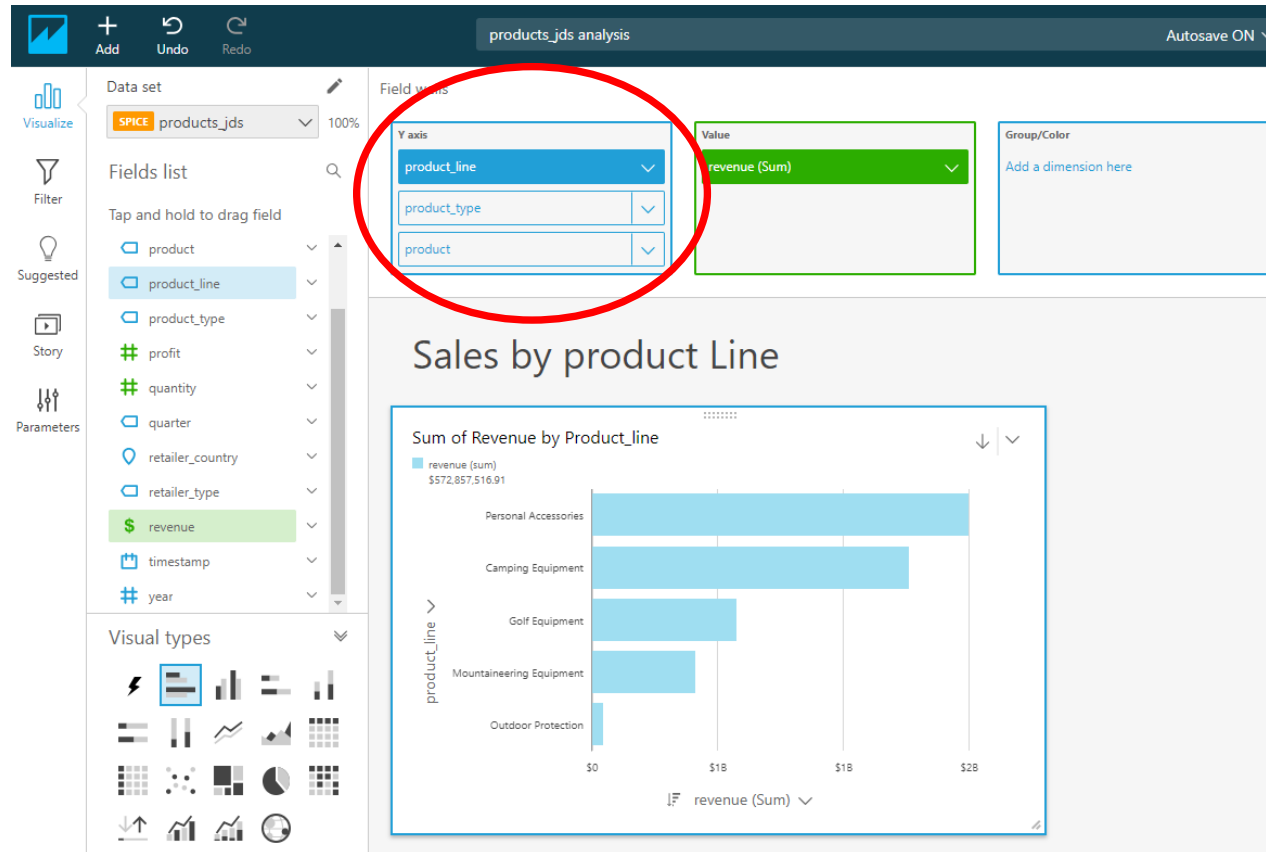 Add Undo Redo
products_jds analysis
Autosave ON
Visualize
Filter
Suggested
Story
Parameters
Data set
SPICE products_jds 100%
Fields list
Tap and hold to drag field
product
product_line
product_type
profit
quantity
quarter
retailer_country
retailer_type
revenue
timestamp
year
Visual types
Field wells
Y axis
product_line
product_type
product
Value
revenue (Sum)
Group/Color
Add a dimension here
Sales by product Line
Sum of Revenue by Product_line
revenue (sum)
$572,857,516.91
Personal Accessories
Camping Equipment
Golf Equipment
Mountaineering Equipment
Outdoor Protection
product_line
$0 $1B $1B $2B
revenue (Sum)